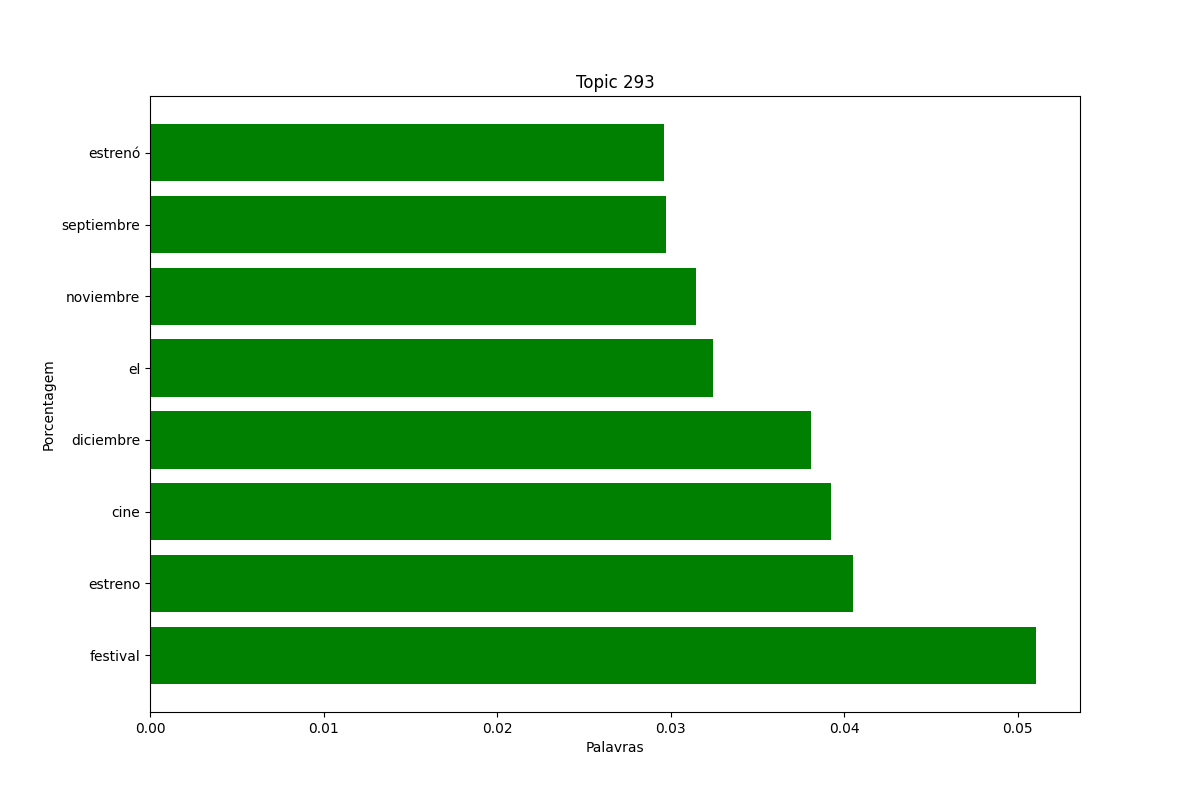 Topic 293
estrenó
septiembre
noviembre
el
diciembre
cine
estreno
festival
Porcentagem
0.00 0.01 0.02 0.03 0.04 0.05
Palavras